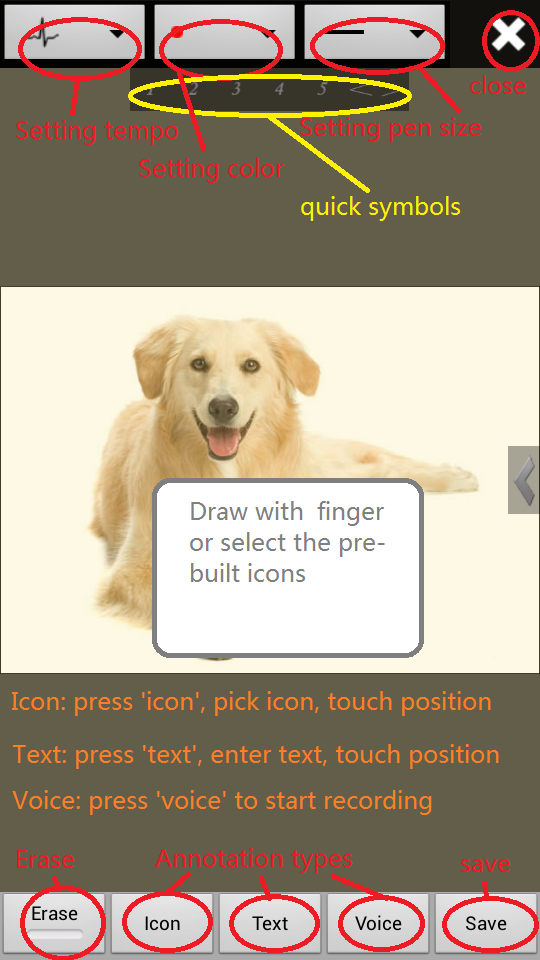 1 2 3 4 5 < >
close
Setting tempo
Setting pen size
Setting color
quick symbols
Draw with finger
or select the pre-
built icons
Icon: press 'icon', pick icon, touch position
Text: press 'text', enter text, touch position
Voice: press 'voice' to start recording
Erase
Annotation types
save
Erase
Icon
Text
Voice
Save